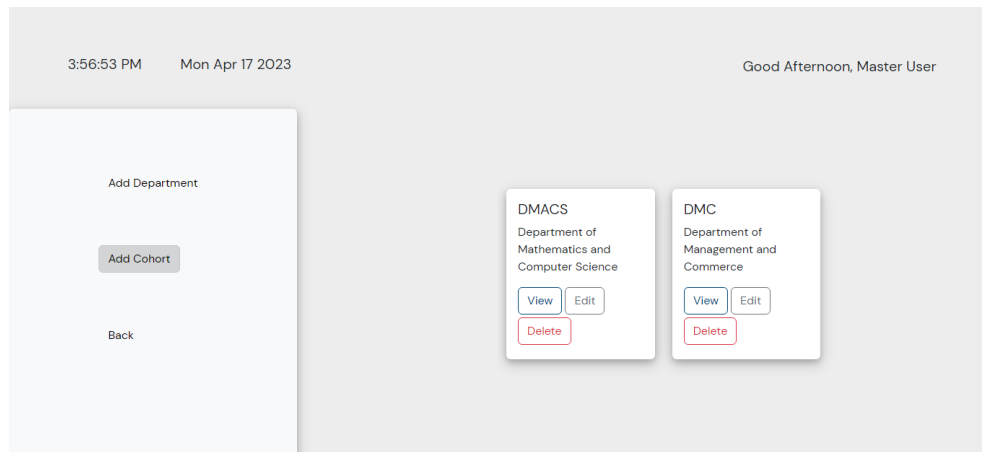 3:56:53 PM Mon Apr 17 2023
Good Afternoon, Master User
Add Department
Add Cohort
Back
DMACS
Department of
Mathematics and
Computer Science
View Edit
Delete
DMC
Department of
Management and
Commerce
View Edit
Delete